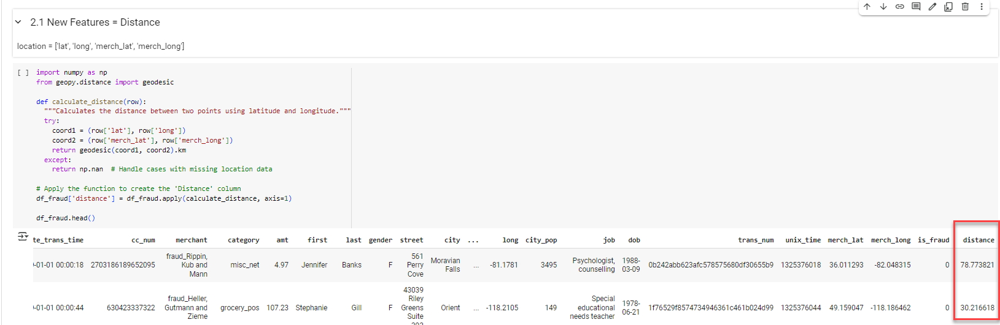 2.1 New Features = Distance
location = ['lat', 'long', 'merch_lat', 'merch_long']
[ ] import numpy as np
from geopy.distance import geodesic
def calculate_distance(row):
"""Calculates the distance between two points using latitude and longitude."""
try:
coord1 = (row['lat'], row['long'])
coord2 = (row['merch_lat'], row['merch_long'])
return geodesic(coord1, coord2).km
except:
return np.nan  # Handle cases with missing location data
# Apply the function to create the 'Distance' column
df_fraud['distance'] = df_fraud.apply(calculate_distance, axis=1)
df_fraud.head()
te_trans_time cc_num merchant category amt first last gender street city ... long city_pop job dob trans_num unix_time merch_lat merch_long is_fraud distance
-01-01 00:00:18 2703186189652095 fraud_Rippin, Kub and Mann misc_net 4.97 Jennifer Banks F 561 Perry Cove Moravian Falls ... -81.1781 3495 Psychologist, counselling 1988-03-09 0b242abb623afc578575680df30655b9 1325376018 36.011293 -82.048315 0 78.773821
-01-01 00:00:44 630423337322 fraud_Heller, Gutmann and Zieme grocery_pos 107.23 Stephanie Gill F 43039 Riley Greens Suite Orient ... -118.2105 149 Special educational needs teacher 1978-06-21 1f76529f8574734946361c461b024d99 1325376044 49.159047 -118.186462 0 30.216618